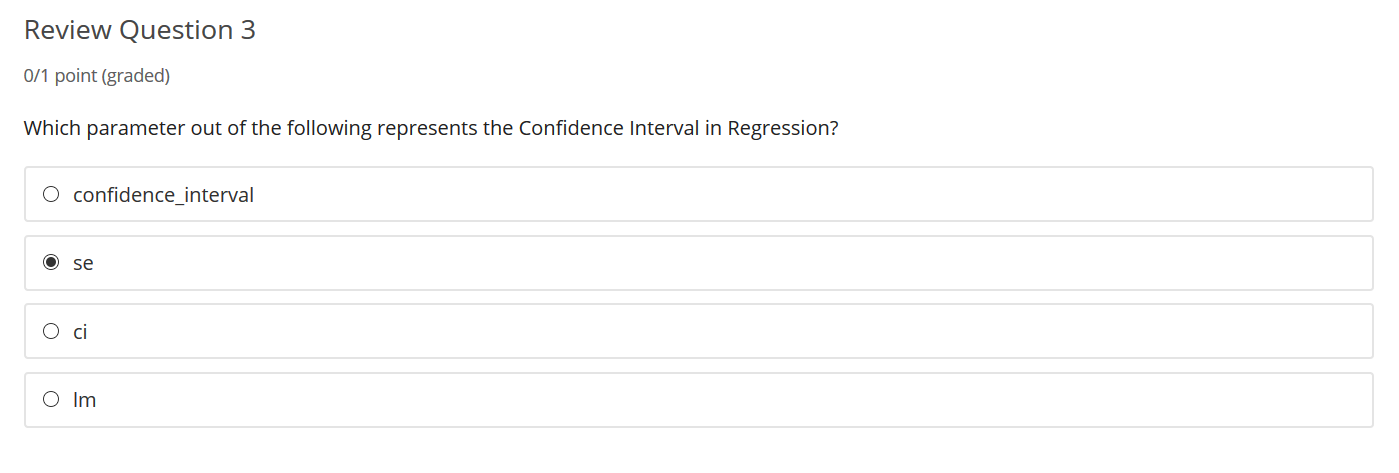 Review Question 3
0/1 point (graded)
Which parameter out of the following represents the Confidence Interval in Regression?
confidence_interval
se
ci
lm